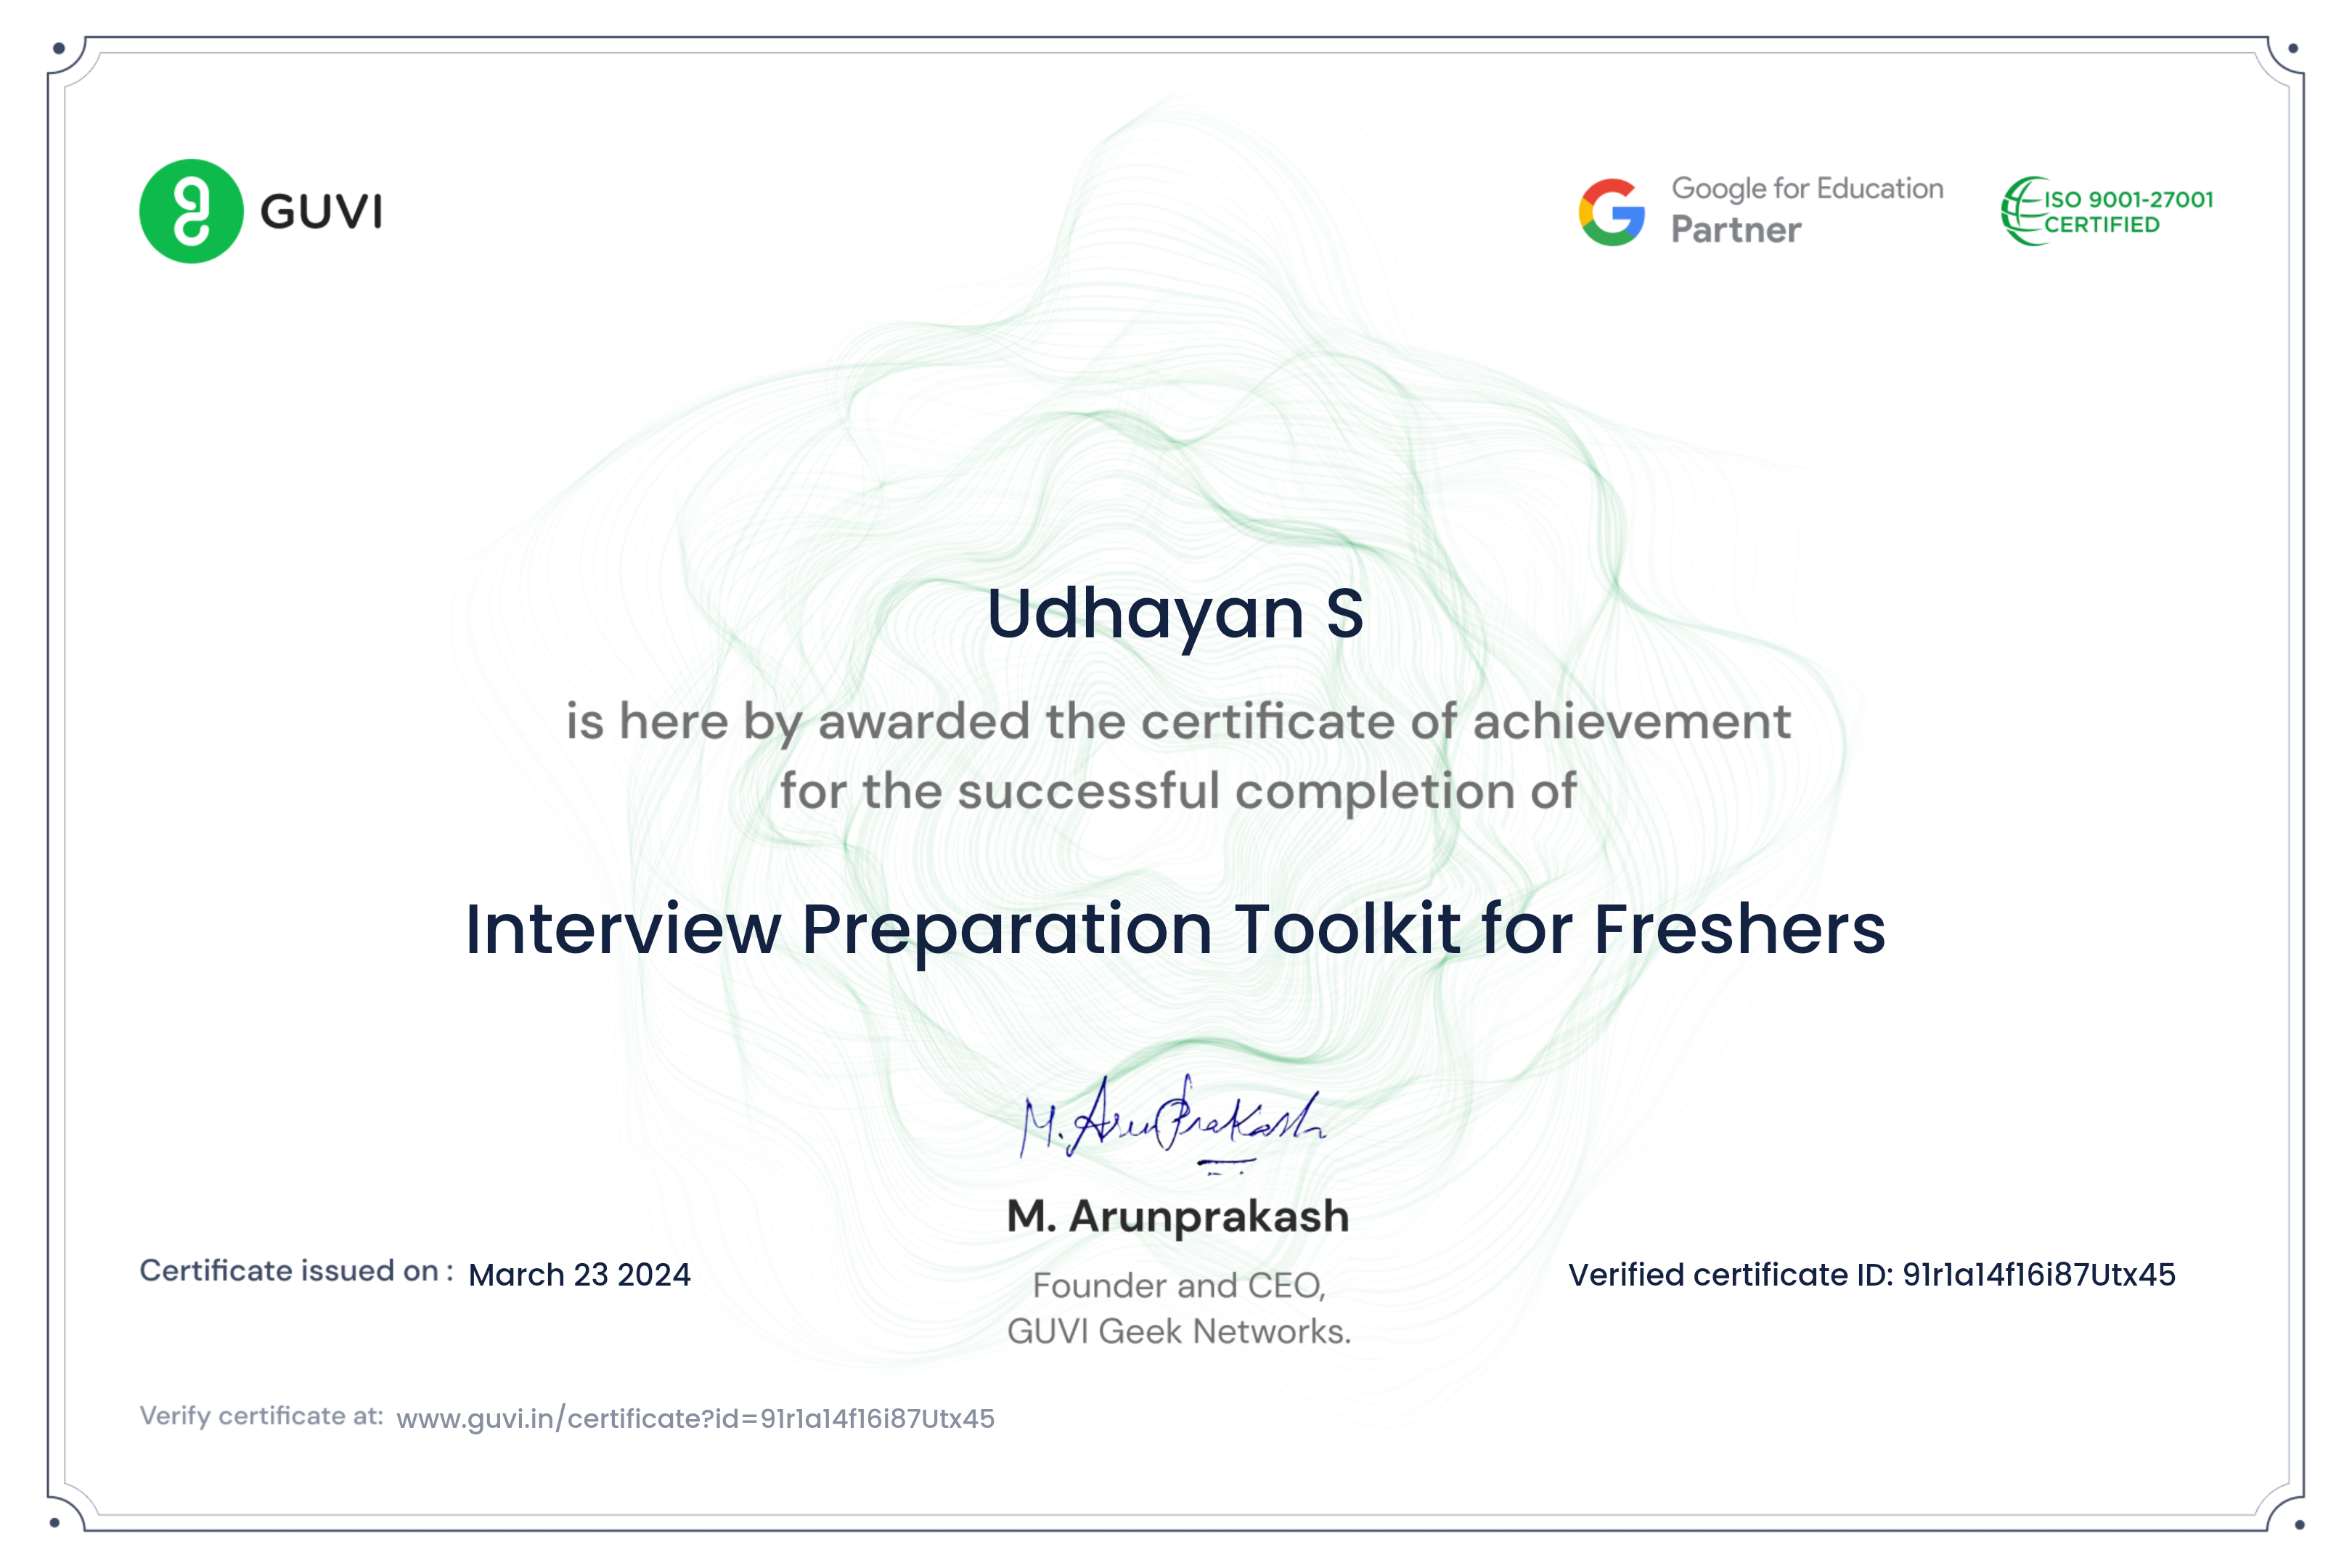 GUVI
Google for Education
Partner
ISO 9001-27001
CERTIFIED
Udhayan S
is here by awarded the certificate of achievement
for the successful completion of
Interview Preparation Toolkit for Freshers
M. Arunprakash
M. Arunprakash
Founder and CEO,
GUVI Geek Networks.
Certificate issued on : March 23 2024
Verified certificate ID: 91r1a14f16i87Utx45
Verify certificate at: www.guvi.in/certificate?id=91r1a14f16i87Utx45